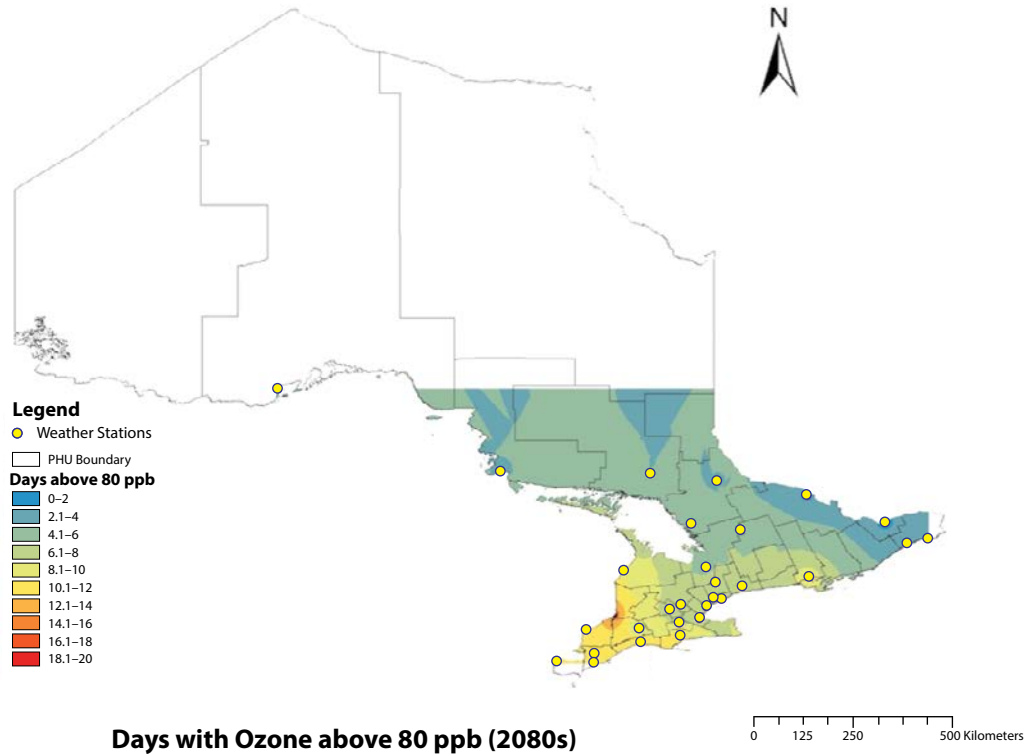 N
Legend
Weather Stations
PHU Boundary
Days above 80 ppb
0–2
2.1–4
4.1–6
6.1–8
8.1–10
10.1–12
12.1–14
14.1–16
16.1–18
18.1–20
Days with Ozone above 80 ppb (2080s)
0 125 250 500 Kilometers